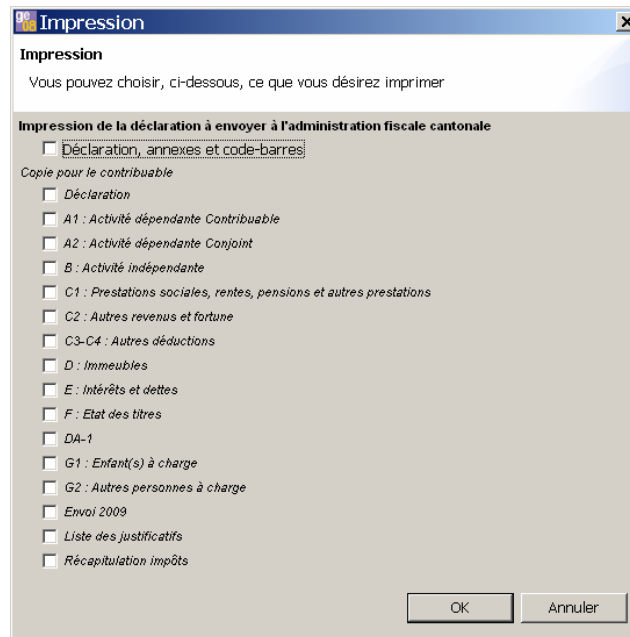 ge 08 Impression
Impression
Vous pouvez choisir, ci-dessous, ce que vous désirez imprimer
Impression de la déclaration à envoyer à l'administration fiscale cantonale
Déclaration, annexes et code-barres
Copie pour le contribuable
Déclaration
A1 : Activité dépendante Contribuable
A2 : Activité dépendante Conjoint
B : Activité indépendante
C1 : Prestations sociales, rentes, pensions et autres prestations
C2 : Autres revenus et fortune
C3-C4 : Autres déductions
D : Immeubles
E : Intérêts et dettes
F : Etat des titres
DA-1
G1 : Enfant(s) à charge
G2 : Autres personnes à charge
Envoi 2009
Liste des justificatifs
Récapitulation impôts
OK Annuler